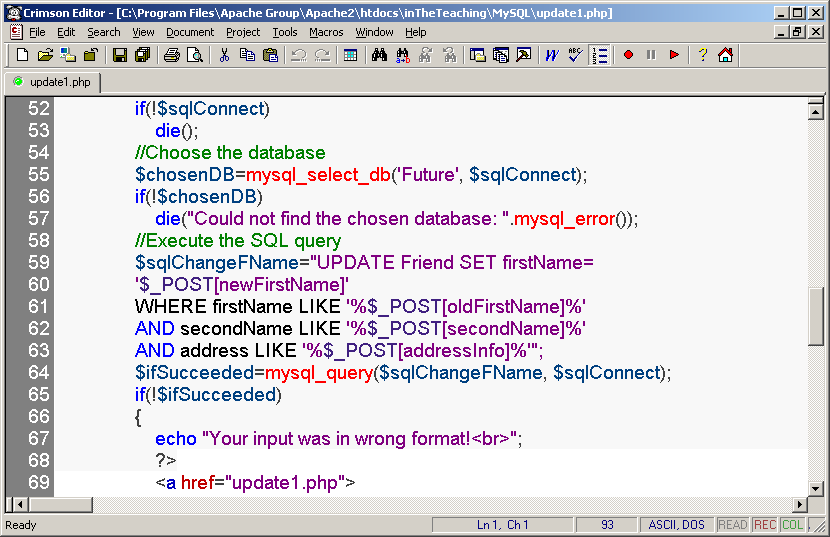 Crimson Editor - [C:\Program Files\Apache Group\Apache2\htdocs\inTheTeaching\MySQL\update1.php]
File Edit Search View Document Project Tools Macros Window Help
update1.php
52 if(!$sqlConnect)
53 die();
54 //Choose the database
55 $chosenDB=mysql_select_db('Future', $sqlConnect);
56 if(!$chosenDB)
57 die("Could not find the chosen database: ".mysql_error());
58 //Execute the SQL query
59 $sqlChangeFName="UPDATE Friend SET firstName=
60 '$_POST[newFirstName]'
61 WHERE firstName LIKE '%$_POST[oldFirstName]%'
62 AND secondName LIKE '%$_POST[secondName]%'
63 AND address LIKE '%$_POST[addressInfo]%'";
64 $ifSucceeded=mysql_query($sqlChangeFName, $sqlConnect);
65 if(!$ifSucceeded)
66 {
67 echo "Your input was in wrong format!<br>";
68 ?>
69 <a href="update1.php">
Ready Ln 1, Ch 1 93 ASCII, DOS READ REC COL